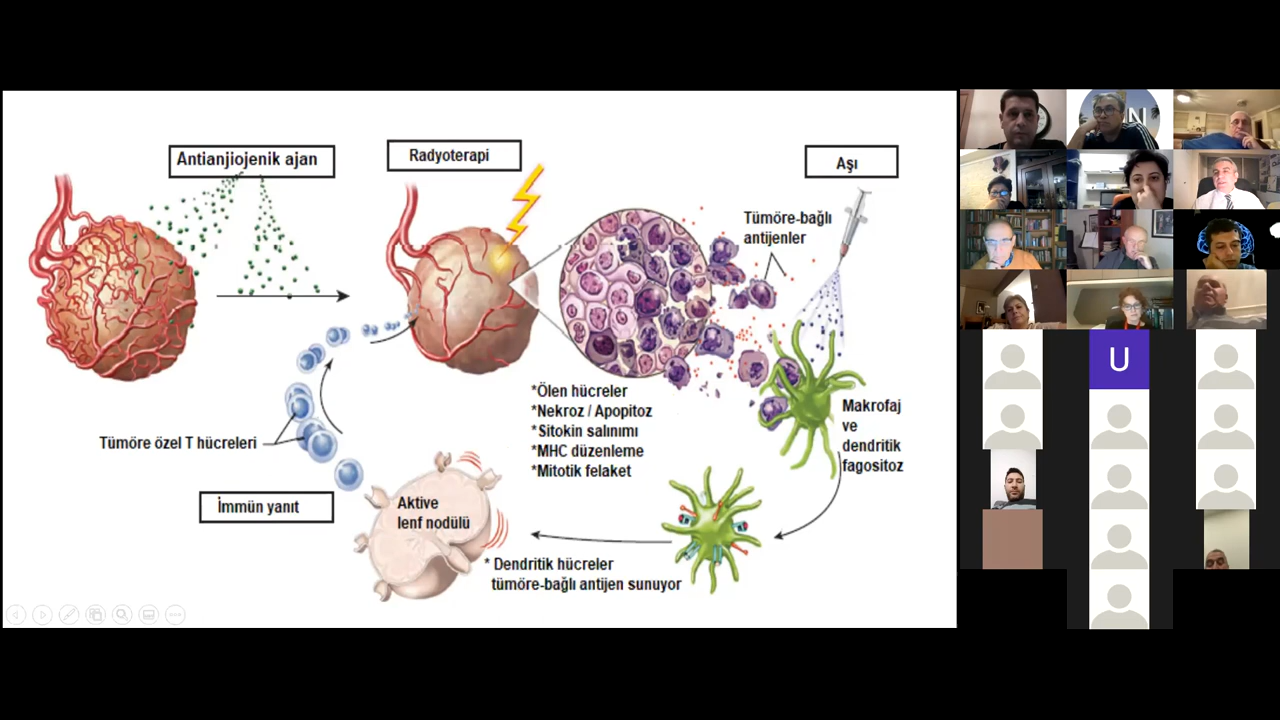 Antianjiojenik ajan
Radyoterapi
Aşı
Tümöre-bağlı
antijenler
*Ölen hücreler
*Nekroz / Apopitoz
*Sitokin salınımı
*MHC düzenleme
*Mitotik felaket
Makrofaj
ve
dendritik
fagositoz
Tümöre özel T hücreleri
İmmün yanıt
Aktive
lenf nodülü
* Dendritik hücreler
tümöre-bağlı antijen sunuyor
N
U